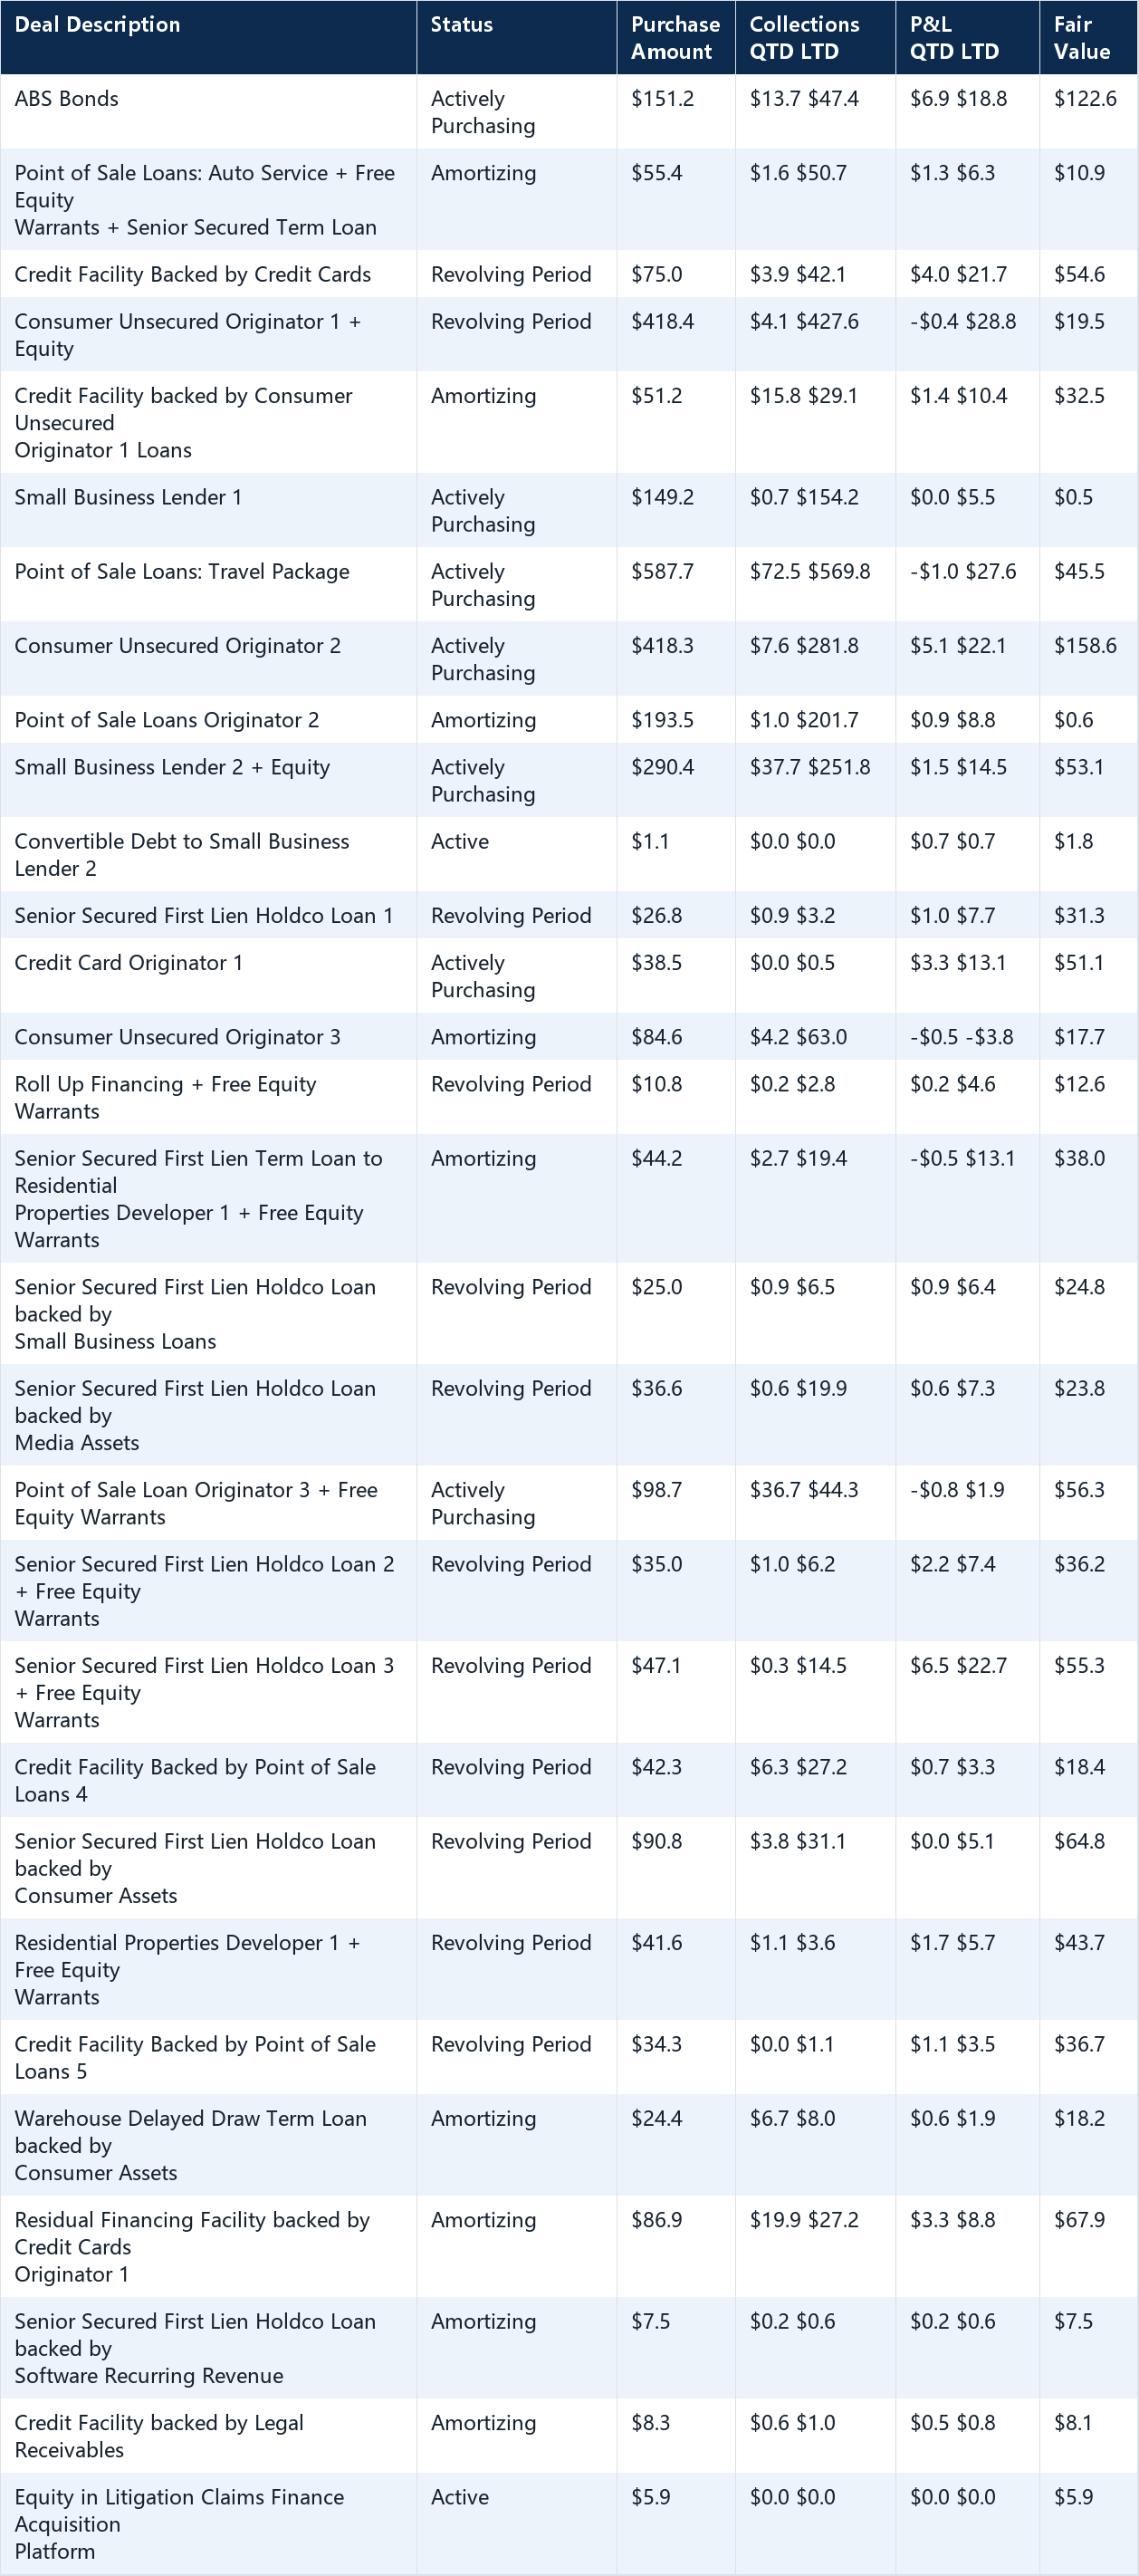 Deal Description Status Purchase Collections P&L Fair
Amount QTD LTD QTD LTD Value
ABS Bonds Actively $151.2 $13.7 $47.4 $6.9 $18.8 $122.6
Purchasing
Point of Sale Loans: Auto Service + Free Amortizing $55.4 $1.6 $50.7 $1.3 $6.3 $10.9
Equity
Warrants + Senior Secured Term Loan
Credit Facility Backed by Credit Cards Revolving Period $75.0 $3.9 $42.1 $4.0 $21.7 $54.6
Consumer Unsecured Originator 1 + Revolving Period $418.4 $4.1 $427.6 -$0.4 $28.8 $19.5
Equity
Credit Facility backed by Consumer Amortizing $51.2 $15.8 $29.1 $1.4 $10.4 $32.5
Unsecured
Originator 1 Loans
Small Business Lender 1 Actively $149.2 $0.7 $154.2 $0.0 $5.5 $0.5
Purchasing
Point of Sale Loans: Travel Package Actively $587.7 $72.5 $569.8 -$1.0 $27.6 $45.5
Purchasing
Consumer Unsecured Originator 2 Actively $418.3 $7.6 $281.8 $5.1 $22.1 $158.6
Purchasing
Point of Sale Loans Originator 2 Amortizing $193.5 $1.0 $201.7 $0.9 $8.8 $0.6
Small Business Lender 2 + Equity Actively $290.4 $37.7 $251.8 $1.5 $14.5 $53.1
Purchasing
Convertible Debt to Small Business Active $1.1 $0.0 $0.0 $0.7 $0.7 $1.8
Lender 2
Senior Secured First Lien Holdco Loan 1 Revolving Period $26.8 $0.9 $3.2 $1.0 $7.7 $31.3
Credit Card Originator 1 Actively $38.5 $0.0 $0.5 $3.3 $13.1 $51.1
Purchasing
Consumer Unsecured Originator 3 Amortizing $84.6 $4.2 $63.0 -$0.5 -$3.8 $17.7
Roll Up Financing + Free Equity Revolving Period $10.8 $0.2 $2.8 $0.2 $4.6 $12.6
Warrants
Senior Secured First Lien Term Loan to Amortizing $44.2 $2.7 $19.4 -$0.5 $13.1 $38.0
Residential
Properties Developer 1 + Free Equity
Warrants
Senior Secured First Lien Holdco Loan Revolving Period $25.0 $0.9 $6.5 $0.9 $6.4 $24.8
backed by
Small Business Loans
Senior Secured First Lien Holdco Loan Revolving Period $36.6 $0.6 $19.9 $0.6 $7.3 $23.8
backed by
Media Assets
Point of Sale Loan Originator 3 + Free Actively $98.7 $36.7 $44.3 -$0.8 $1.9 $56.3
Equity Warrants Purchasing
Senior Secured First Lien Holdco Loan 2 Revolving Period $35.0 $1.0 $6.2 $2.2 $7.4 $36.2
+ Free Equity
Warrants
Senior Secured First Lien Holdco Loan 3 Revolving Period $47.1 $0.3 $14.5 $6.5 $22.7 $55.3
+ Free Equity
Warrants
Credit Facility Backed by Point of Sale Revolving Period $42.3 $6.3 $27.2 $0.7 $3.3 $18.4
Loans 4
Senior Secured First Lien Holdco Loan Revolving Period $90.8 $3.8 $31.1 $0.0 $5.1 $64.8
backed by
Consumer Assets
Residential Properties Developer 1 + Revolving Period $41.6 $1.1 $3.6 $1.7 $5.7 $43.7
Free Equity
Warrants
Credit Facility Backed by Point of Sale Revolving Period $34.3 $0.0 $1.1 $1.1 $3.5 $36.7
Loans 5
Warehouse Delayed Draw Term Loan Amortizing $24.4 $6.7 $8.0 $0.6 $1.9 $18.2
backed by
Consumer Assets
Residual Financing Facility backed by Amortizing $86.9 $19.9 $27.2 $3.3 $8.8 $67.9
Credit Cards
Originator 1
Senior Secured First Lien Holdco Loan Amortizing $7.5 $0.2 $0.6 $0.2 $0.6 $7.5
backed by
Software Recurring Revenue
Credit Facility backed by Legal Amortizing $8.3 $0.6 $1.0 $0.5 $0.8 $8.1
Receivables
Equity in Litigation Claims Finance Active $5.9 $0.0 $0.0 $0.0 $0.0 $5.9
Acquisition
Platform